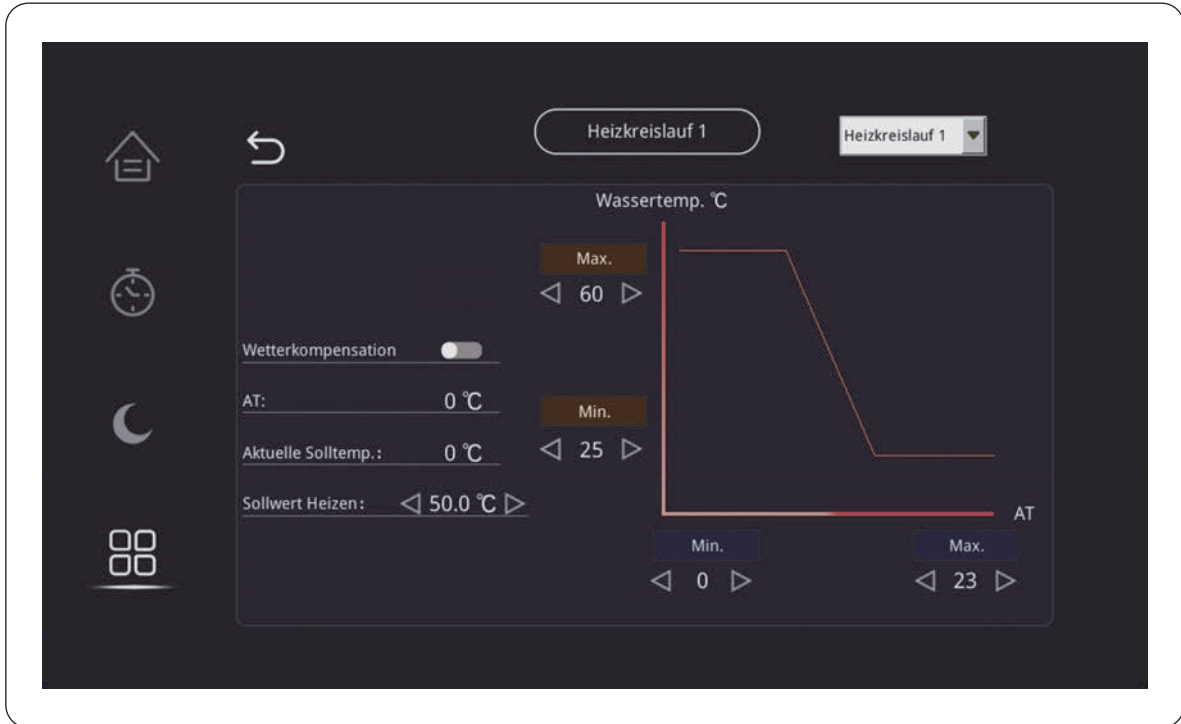 Heizkreislauf 1
Heizkreislauf 1
Wassertemp. ℃
Max.
60
Wetterkompensation
AT: 0 ℃
Min.
Aktuelle Solltemp.: 0 ℃
25
Sollwert Heizen: 50.0 ℃
AT
Min.
Max.
0
23